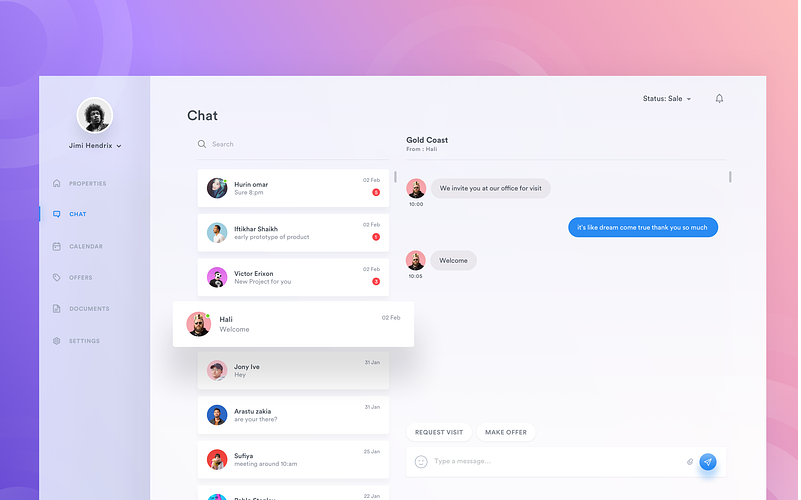 Jimi Hendrix
PROPERTIES
CHAT
CALENDAR
OFFERS
DOCUMENTS
SETTINGS
Chat
Search
Hurin omar
02 Feb
Sure 8:pm
Iftikhar Shaikh
02 Feb
early prototype of product
1
Victor Erixon
02 Feb
New Project for you
3
Hali
02 Feb
Welcome
Jony Ive
31 Jan
Hey
Arastu zakia
31 Jan
are your there?
Sufiya
25 Jan
meeting around 10:am
22 Jan
Status: Sale
Gold Coast
From : Hali
We invite you at our office for visit
10:00
it's like dream come true thank you so much
Welcome
10:05
REQUEST VISIT
MAKE OFFER
Type a message...